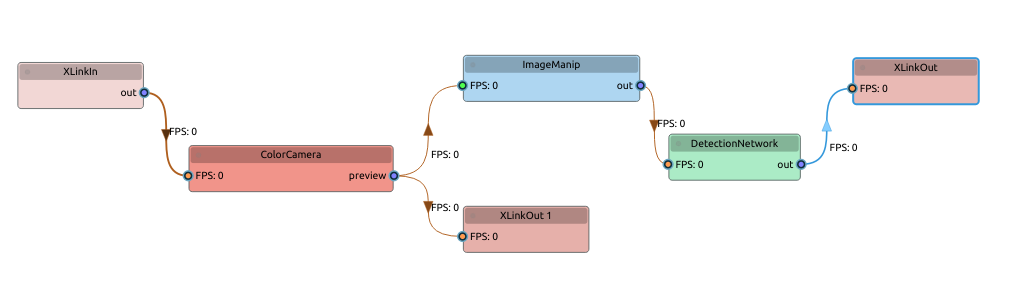 XLinkIn
out
FPS: 0
ColorCamera
FPS: 0
preview
FPS: 0
FPS: 0
ImageManip
FPS: 0
out
XLinkOut 1
FPS: 0
FPS: 0
DetectionNetwork
FPS: 0
out
FPS: 0
XLinkOut
FPS: 0